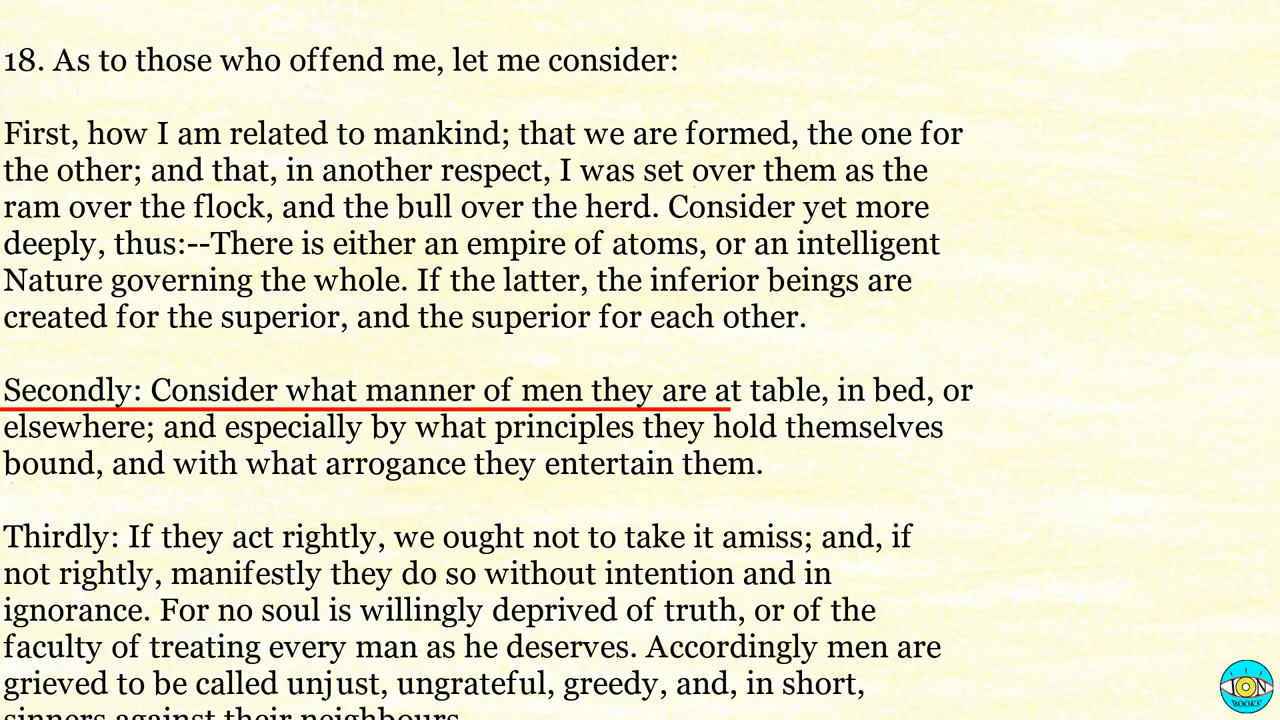 18. As to those who offend me, let me consider:
First, how I am related to mankind; that we are formed, the one for
the other; and that, in another respect, I was set over them as the
ram over the flock, and the bull over the herd. Consider yet more
deeply, thus:--There is either an empire of atoms, or an intelligent
Nature governing the whole. If the latter, the inferior beings are
created for the superior, and the superior for each other.
Secondly: Consider what manner of men they are at table, in bed, or
elsewhere; and especially by what principles they hold themselves
bound, and with what arrogance they entertain them.
Thirdly: If they act rightly, we ought not to take it amiss; and, if
not rightly, manifestly they do so without intention and in
ignorance. For no soul is willingly deprived of truth, or of the
faculty of treating every man as he deserves. Accordingly men are
grieved to be called unjust, ungrateful, greedy, and, in short,
sinners against their neighbours.
ION
BOOKS